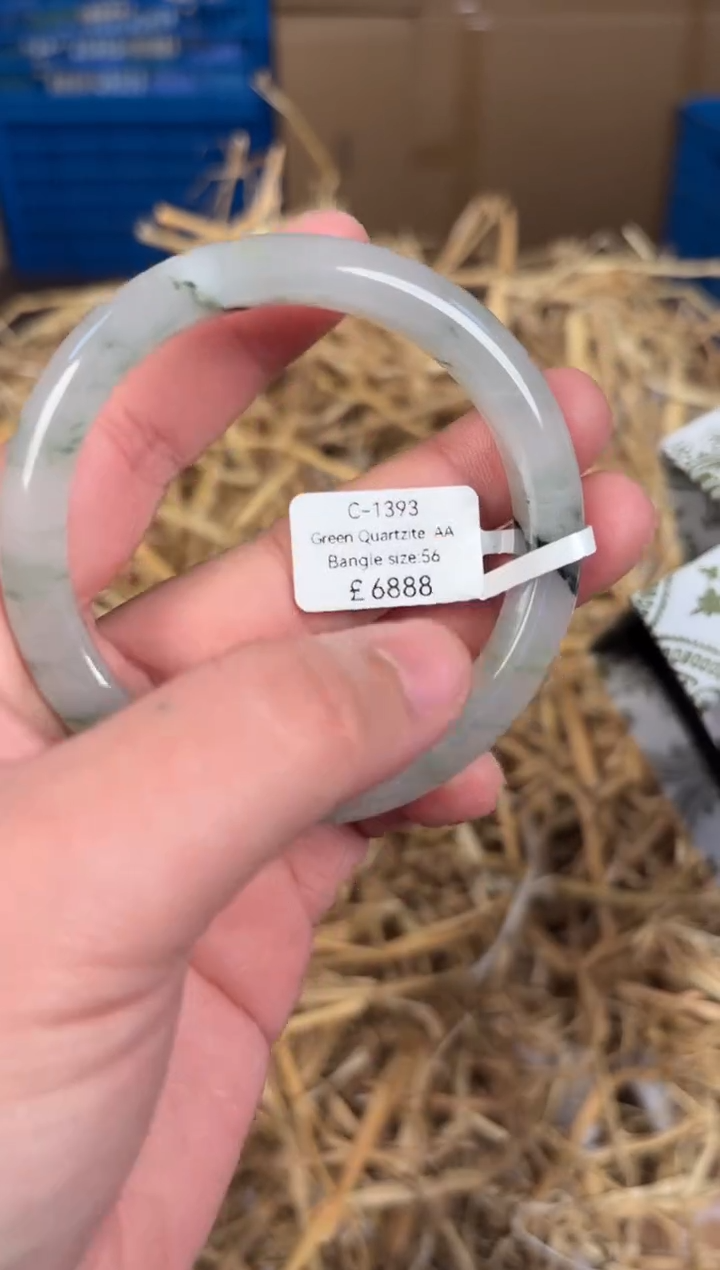 C-1393
Green Quartzite AA
Bangle size:56
£6888